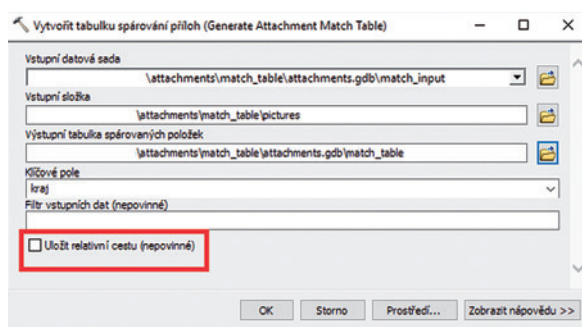 Vytvořit tabulku spárování příloh (Generate Attachment Match Table)
Vstupní datová sada
\attachments\match_table\attachments.gdb\match_input
Vstupní složka
\attachments\match_table\pictures
Výstupní tabulka spárovaných položek
\attachments\match_table\attachments.gdb\match_table
Klíčové pole
kraj
Filtr vstupních dat (nepovinné)
Uložit relativní cestu (nepovinné)
OK Storno Prostředí... Zobrazit nápovědu >>